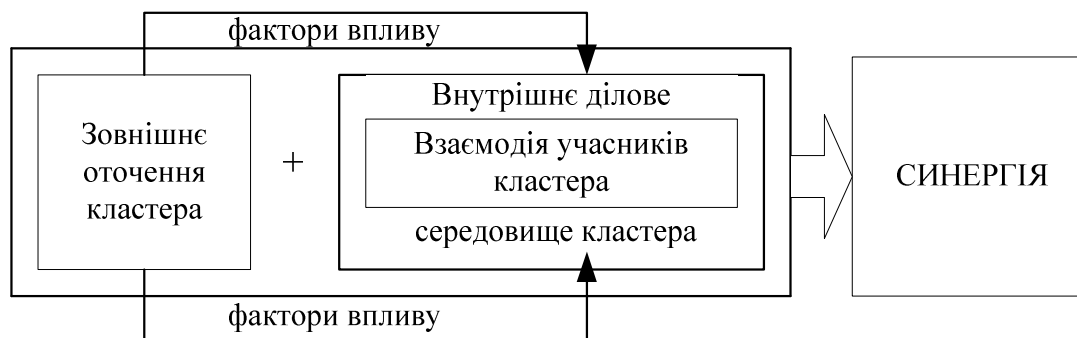 фактори впливу
Зовнішнє
оточення
кластера
+
Внутрішнє ділове
Взаємодія учасників
кластера
середовище кластера
СИНЕРГІЯ
фактори впливу